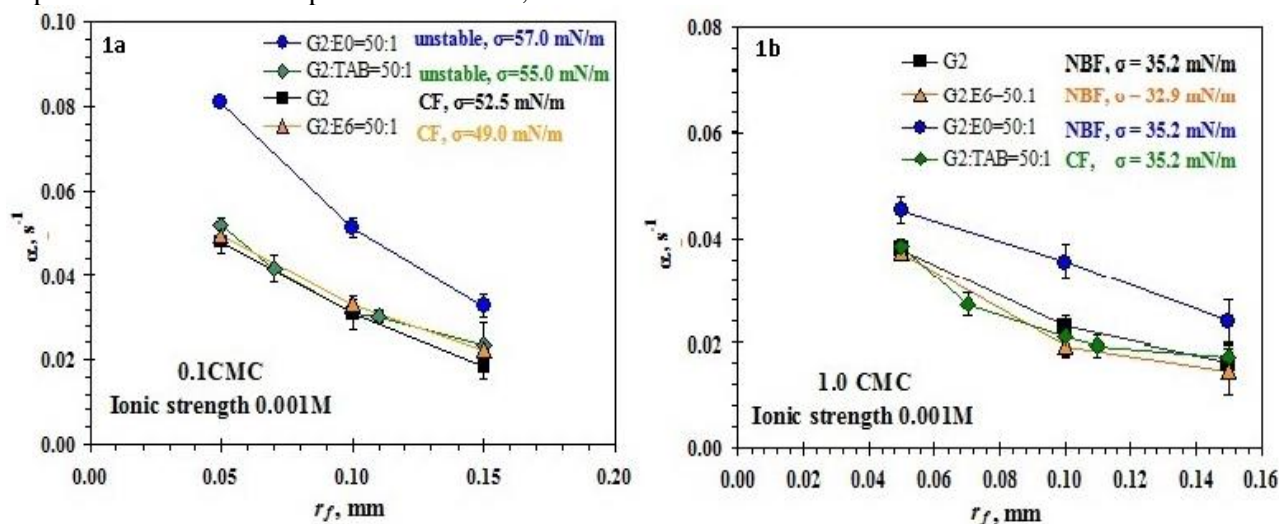 1a
G2:E0=50:1 unstable, σ=57.0 mN/m
G2:TAB=50:1 unstable, σ=55.0 mN/m
G2 CF, σ=52.5 mN/m
G2:E6=50:1 CF, σ=49.0 mN/m
0.10
0.08
0.06
0.04
0.02
0.00
α, s⁻¹
0.1CMC
Ionic strength 0.001M
0.00 0.05 0.10 0.15 0.20
r_f, mm
1b
G2 NBF, σ = 35.2 mN/m
G2:E6=50:1 NBF, σ = 32.9 mN/m
G2:E0=50:1 NBF, σ = 35.2 mN/m
G2:TAB=50:1 CF, σ = 35.2 mN/m
0.08
0.06
0.04
0.02
0.00
α, s⁻¹
1.0 CMC
Ionic strength 0.001M
0.00 0.02 0.04 0.06 0.08 0.10 0.12 0.14 0.16
r_f, mm